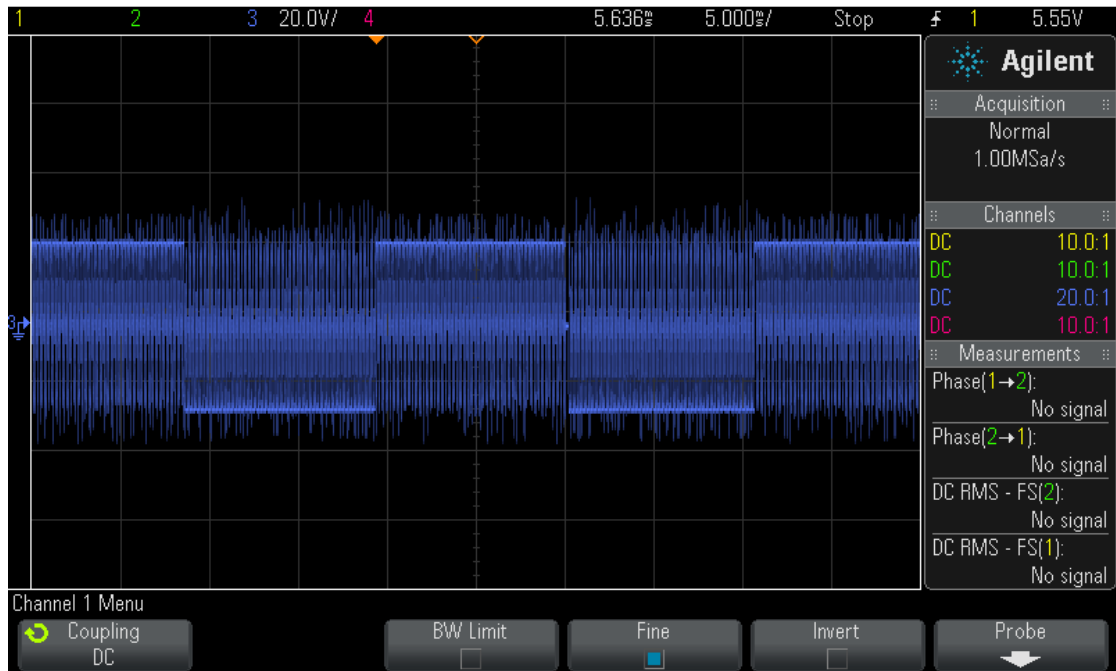 1 2 3 20.0V/ 4 5.636ms 5.000ms/ Stop 1 5.55V
Agilent
Acquisition
Normal
1.00MSa/s
Channels
DC 10.0:1
DC 10.0:1
DC 20.0:1
DC 10.0:1
Measurements
Phase(1→2):
No signal
Phase(2→1):
No signal
DC RMS - FS(2):
No signal
DC RMS - FS(1):
No signal
3
Channel 1 Menu
Coupling
DC
BW Limit
Fine
Invert
Probe